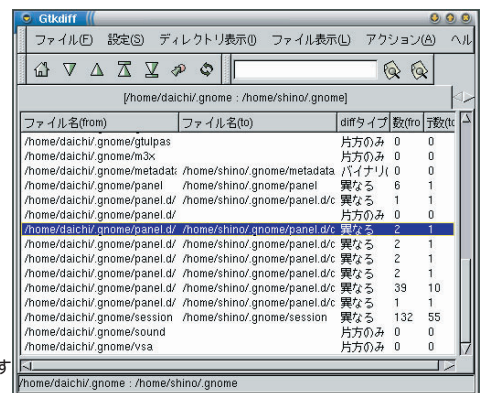 Gtkdiff
ファイル(F) 設定(S) ディレクトリ表示(I) ファイル表示(L) アクション(A) ヘル
[/home/daichi/.gnome : /home/shino/.gnome]
ファイル名(from) ファイル名(to) diffタイプ 数(fro 数(to
/home/daichi/.gnome/gtulpas 片方のみ 0 0
/home/daichi/.gnome/m3x 片方のみ 0 0
/home/daichi/.gnome/metadata /home/shino/.gnome/metadata バイナリ( 0 0
/home/daichi/.gnome/panel /home/shino/.gnome/panel 異なる 6 1
/home/daichi/.gnome/panel.d/ /home/shino/.gnome/panel.d/c 異なる 1 1
/home/daichi/.gnome/panel.d/ 片方のみ 0 0
/home/daichi/.gnome/panel.d/ /home/shino/.gnome/panel.d/c 異なる 2 1
/home/daichi/.gnome/panel.d/ /home/shino/.gnome/panel.d/c 異なる 2 1
/home/daichi/.gnome/panel.d/ /home/shino/.gnome/panel.d/c 異なる 2 1
/home/daichi/.gnome/panel.d/ /home/shino/.gnome/panel.d/c 異なる 2 1
/home/daichi/.gnome/panel.d/ /home/shino/.gnome/panel.d/c 異なる 39 10
/home/daichi/.gnome/panel.d/ /home/shino/.gnome/panel.d/c 異なる 1 1
/home/daichi/.gnome/session /home/shino/.gnome/session 異なる 132 55
/home/daichi/.gnome/sound 片方のみ 0 0
/home/daichi/.gnome/vsa 片方のみ 0 0
す
/home/daichi/.gnome : /home/shino/.gnome